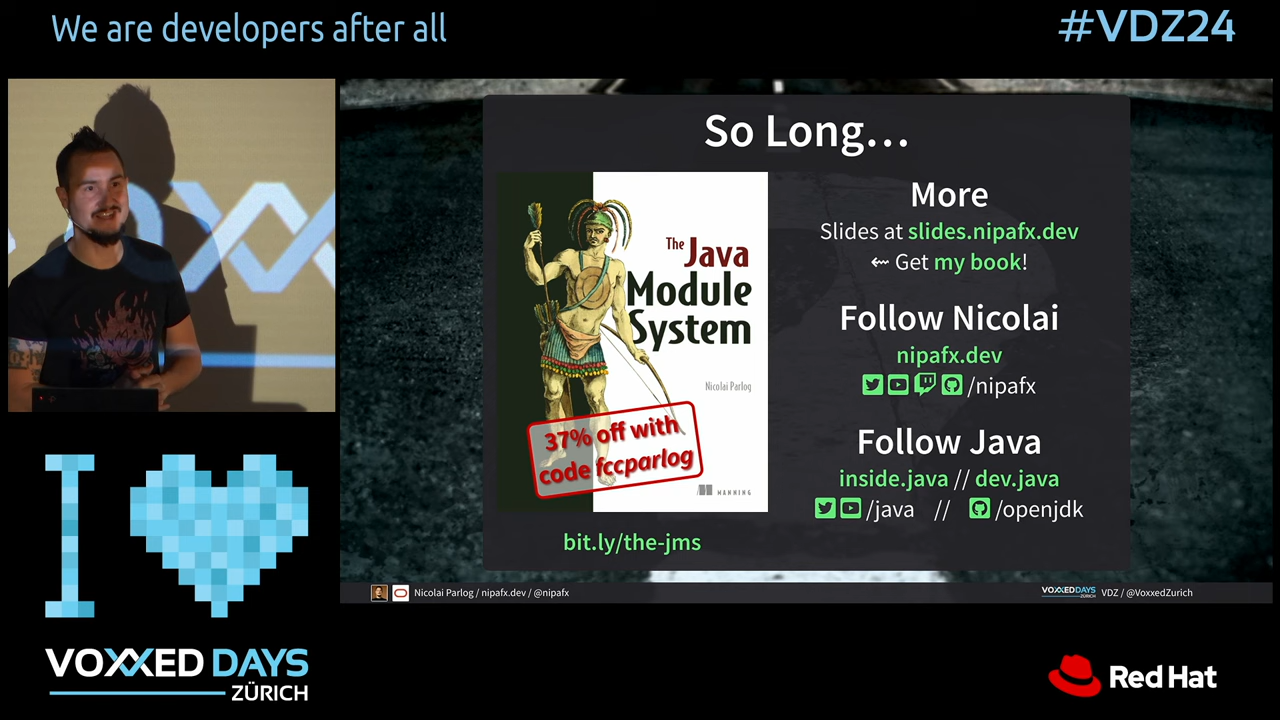 We are developers after all
#VDZ24
So Long...
The
Java
Module
System
Nicolai Parlog
37% off with
code fccparlog
MANNING
bit.ly/the-jms
More
Slides at slides.nipafx.dev
⇜ Get my book!
Follow Nicolai
nipafx.dev
/nipafx
Follow Java
inside.java // dev.java
/java // /openjdk
Nicolai Parlog / nipafx.dev / @nipafx
VOXXEDDAYS
ZÜRICH
VDZ / @VoxxedZurich
I
VOXXED DAYS
ZÜRICH
Red Hat